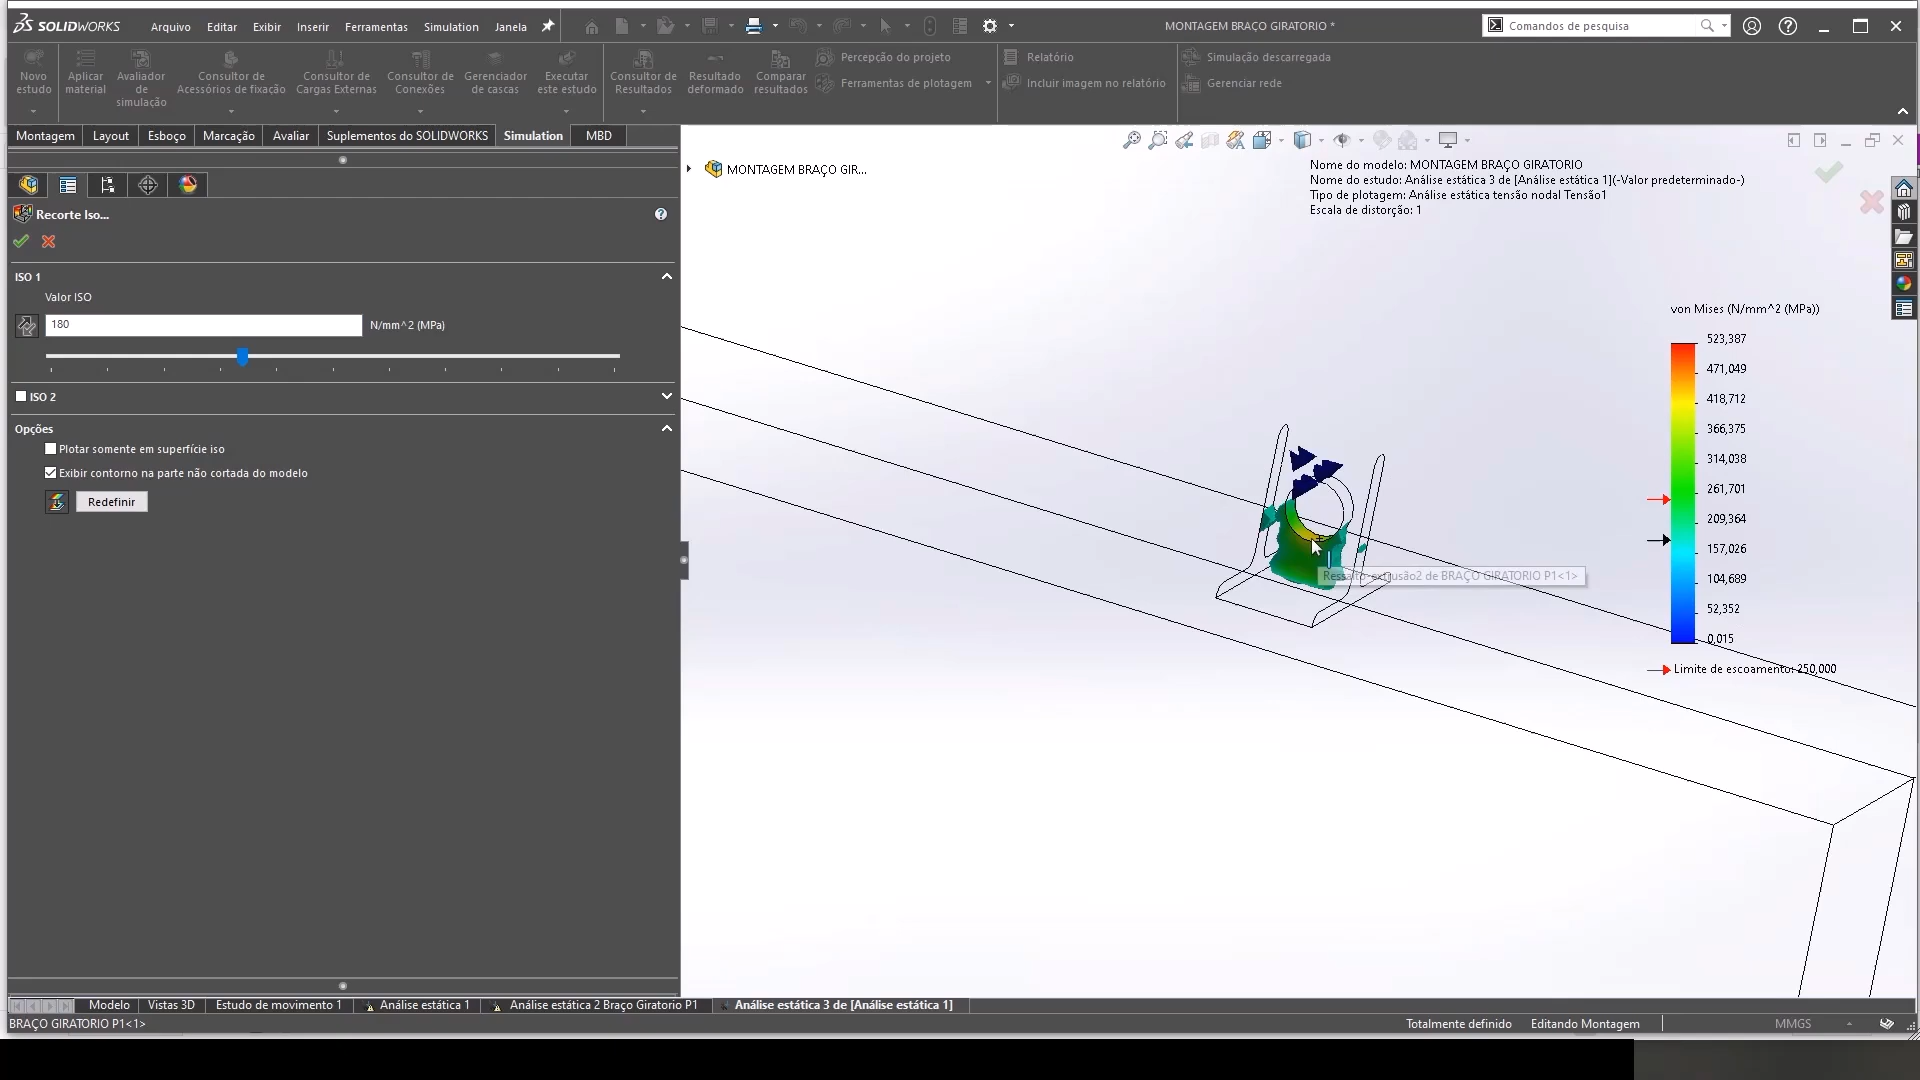 SOLIDWORKS Arquivo Editar Exibir Inserir Ferramentas Simulation Janela MONTAGEM BRAÇO GIRATORIO * Comandos de pesquisa
Novo estudo
Aplicar material
Avaliador de simulação
Consultor de Acessórios de fixação
Consultor de Cargas Externas
Consultor de Conexões
Gerenciador de cascas
Executar este estudo
Consultor de Resultados
Resultado deformado
Comparar resultados
Percepção do projeto
Ferramentas de plotagem
Relatório
Incluir imagem no relatório
Simulação descarregada
Gerenciar rede
Montagem Layout Esboço Marcação Avaliar Suplementos do SOLIDWORKS Simulation MBD
MONTAGEM BRAÇO GIR...
Nome do modelo: MONTAGEM BRAÇO GIRATORIO
Nome do estudo: Análise estática 3 de [Análise estática 1](-Valor predeterminado-)
Tipo de plotagem: Análise estática tensão nodal Tensão1
Escala de distorção: 1
Recorte Iso...
ISO 1
Valor ISO
180 N/mm^2 (MPa)
ISO 2
Opções
Plotar somente em superfície iso
Exibir contorno na parte não cortada do modelo
Redefinir
von Mises (N/mm^2 (MPa))
523,387
471,049
418,712
366,375
314,038
261,701
209,364
157,026
104,689
52,352
0,015
Limite de escoamento: 250,000
Ressalto-extrusão2 de BRAÇO GIRATORIO P1<1>
Modelo Vistas 3D Estudo de movimento 1 Análise estática 1 Análise estática 2 Braço Giratorio P1 Análise estática 3 de [Análise estática 1]
BRAÇO GIRATORIO P1<1> Totalmente definido Editando Montagem MMGS